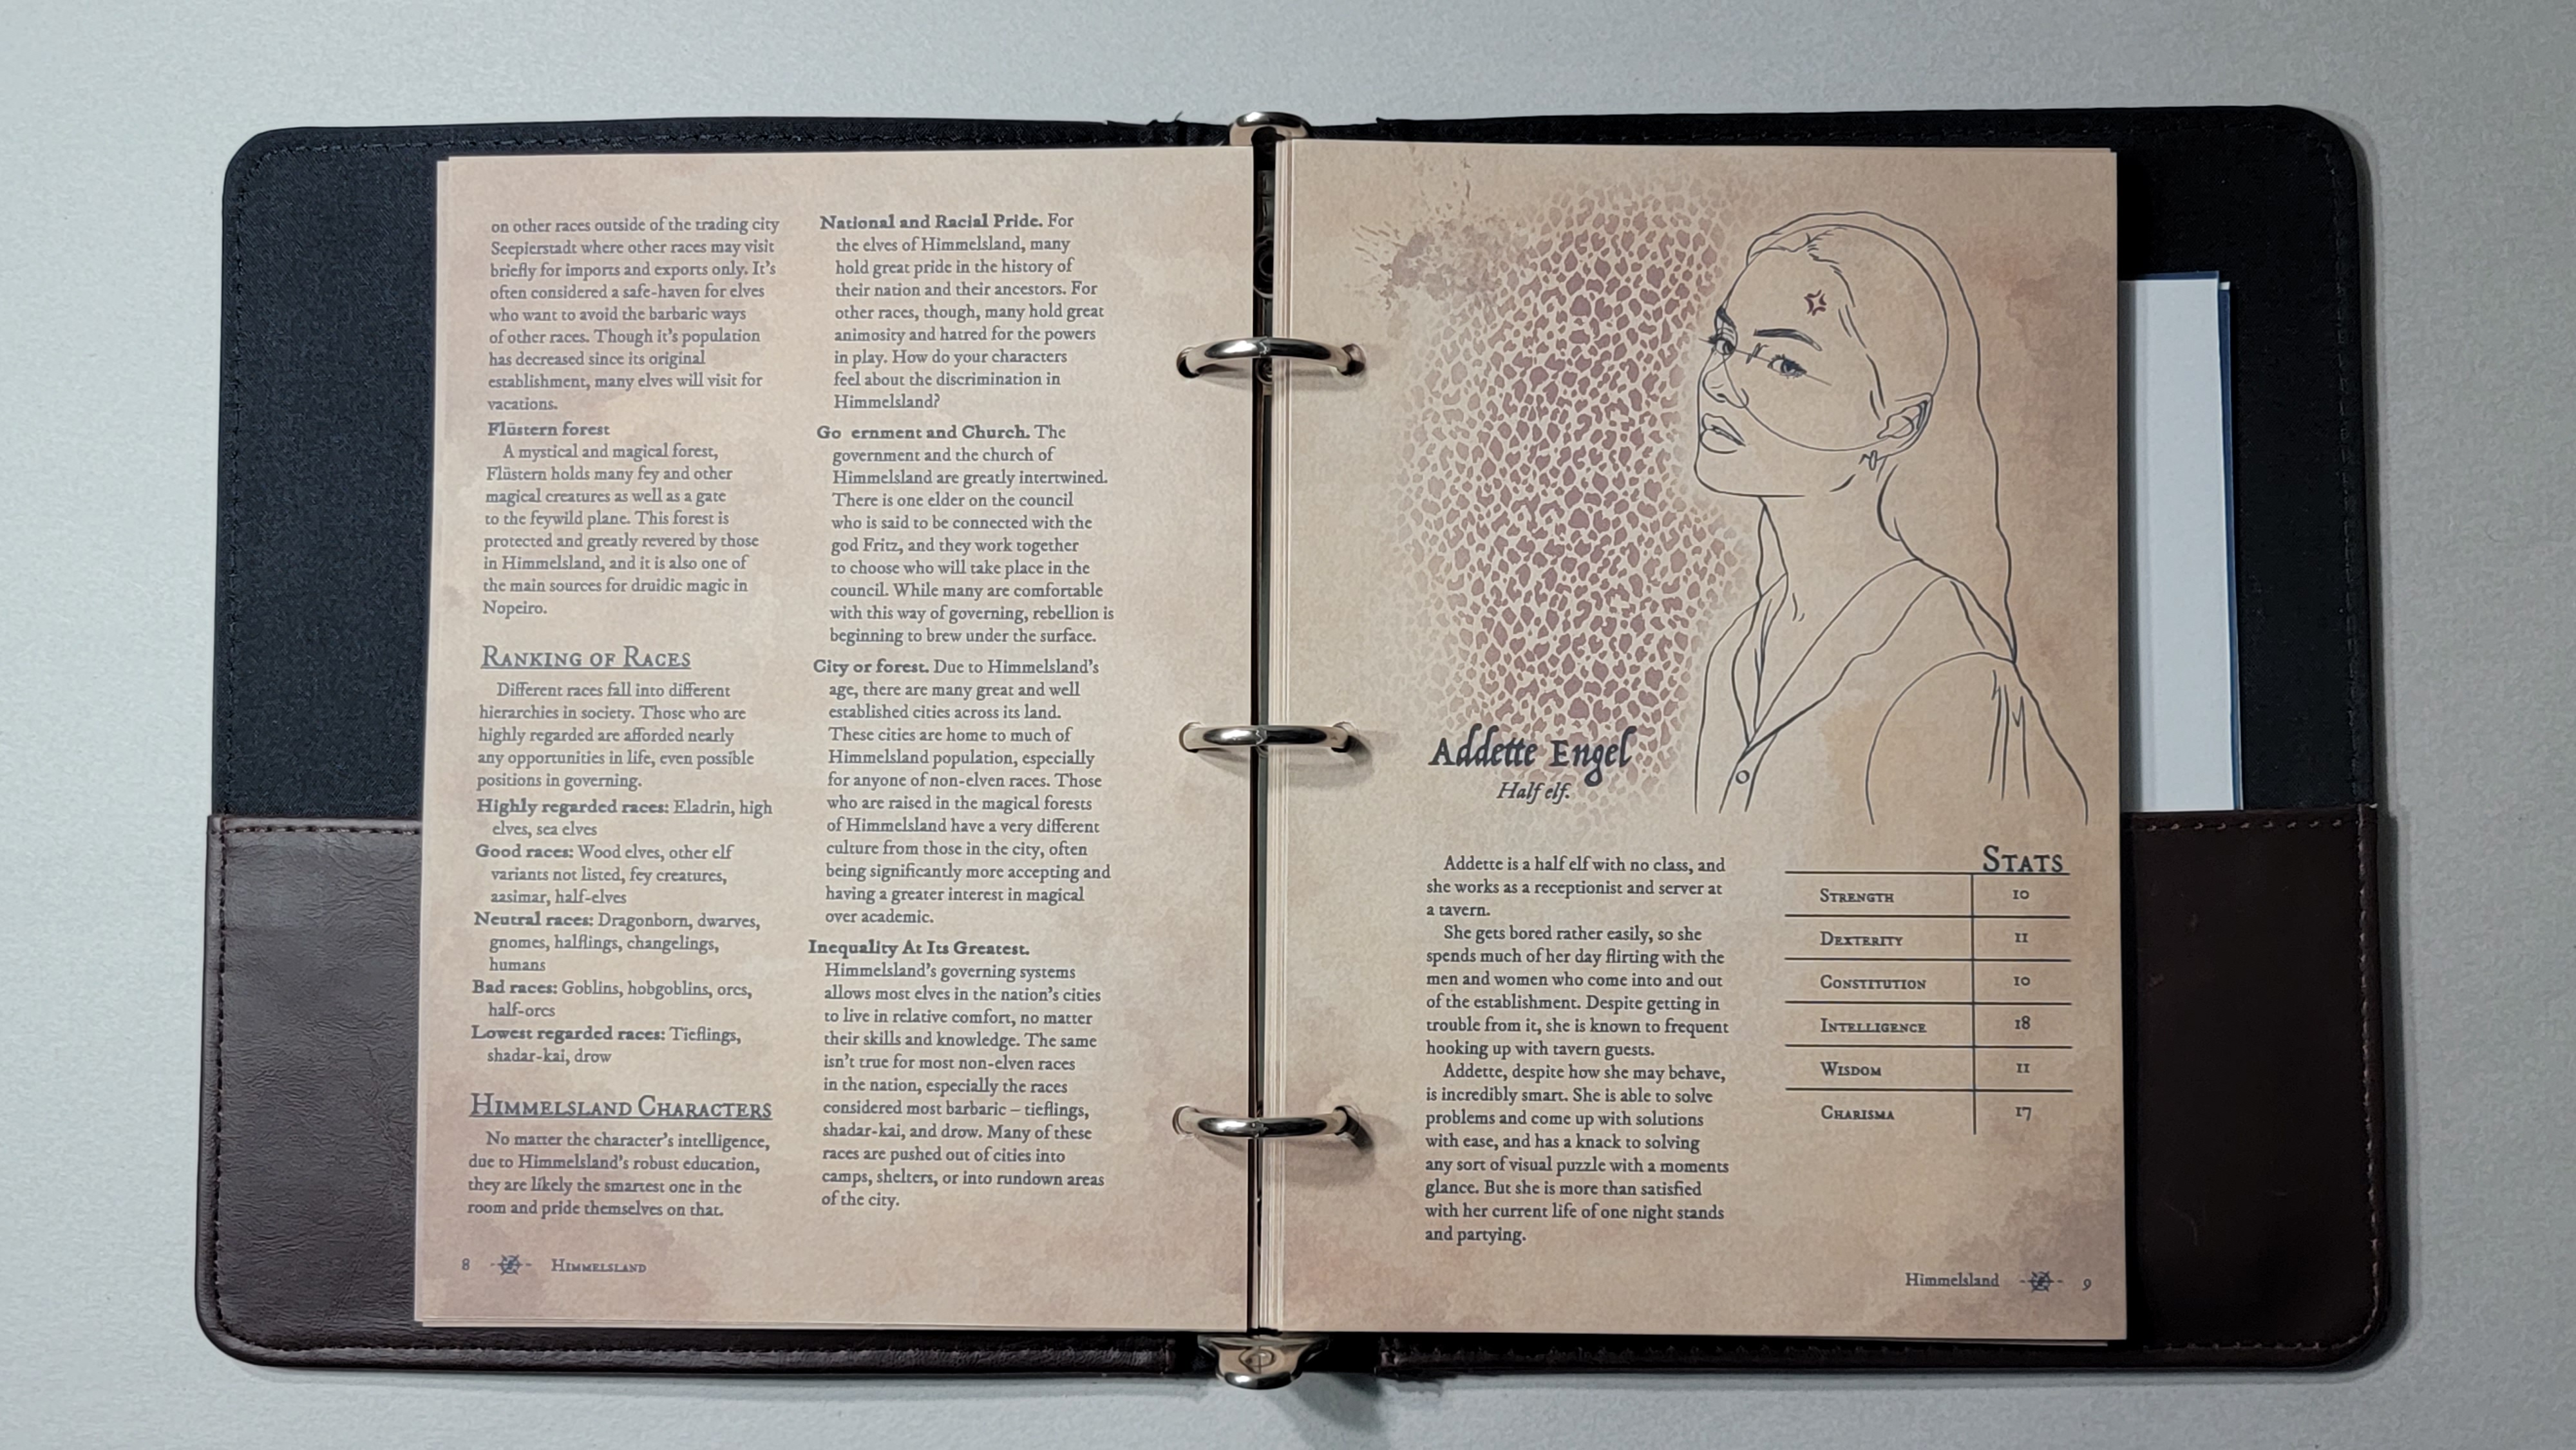 on other races outside of the trading city
Seeplerstadt where other races may visit
briefly for imports and exports only. It's
often considered a safe-haven for elves
who want to avoid the barbaric ways
of other races. Though it's population
has decreased since its original
establishment, many elves will visit for
vacations.
Flüstern forest
A mystical and magical forest,
Flüstern holds many fey and other
magical creatures as well as a gate
to the feywild plane. This forest is
protected and greatly revered by those
in Himmelsland, and it is also one of
the main sources for druidic magic in
Nopeiro.
Ranking of Races
Different races fall into different
hierarchies in society. Those who are
highly regarded are afforded nearly
any opportunities in life, even possible
positions in governing.
Highly regarded races: Eladrin, high
elves, sea elves
Good races: Wood elves, other elf
variants not listed, fey creatures,
aasimar, half-elves
Neutral races: Dragonborn, dwarves,
gnomes, halflings, changelings,
humans
Bad races: Goblins, hobgoblins, orcs,
half-orcs
Lowest regarded races: Tieflings,
shadar-kai, drow
Himmelsland Characters
No matter the character's intelligence,
due to Himmelsland's robust education,
they are likely the smartest one in the
room and pride themselves on that.
National and Racial Pride. For
the elves of Himmelsland, many
hold great pride in the history of
their nation and their ancestors. For
other races, though, many hold great
animosity and hatred for the powers
in play. How do your characters
feel about the discrimination in
Himmelsland?
Go ernment and Church. The
government and the church of
Himmelsland are greatly intertwined.
There is one elder on the council
who is said to be connected with the
god Fritz, and they work together
to choose who will take place in the
council. While many are comfortable
with this way of governing, rebellion is
beginning to brew under the surface.
City or forest. Due to Himmelsland's
age, there are many great and well
established cities across its land.
These cities are home to much of
Himmelsland population, especially
for anyone of non-elven races. Those
who are raised in the magical forests
of Himmelsland have a very different
culture from those in the city, often
being significantly more accepting and
having a greater interest in magical
over academic.
Inequality At Its Greatest.
Himmelsland's governing systems
allows most elves in the nation's cities
to live in relative comfort, no matter
their skills and knowledge. The same
isn't true for most non-elven races
in the nation, especially the races
considered most barbaric – tieflings,
shadar-kai, and drow. Many of these
races are pushed out of cities into
camps, shelters, or into rundown areas
of the city.
8 Himmelsland
Addette Engel
Half elf.
Addette is a half elf with no class, and
she works as a receptionist and server at
a tavern.
She gets bored rather easily, so she
spends much of her day flirting with the
men and women who come into and out
of the establishment. Despite getting in
trouble from it, she is known to frequent
hooking up with tavern guests.
Addette, despite how she may behave,
is incredibly smart. She is able to solve
problems and come up with solutions
with ease, and has a knack to solving
any sort of visual puzzle with a moments
glance. But she is more than satisfied
with her current life of one night stands
and partying.
Stats
Strength 10
Dexterity 11
Constitution 10
Intelligence 18
Wisdom 11
Charisma 17
Himmelsland 9